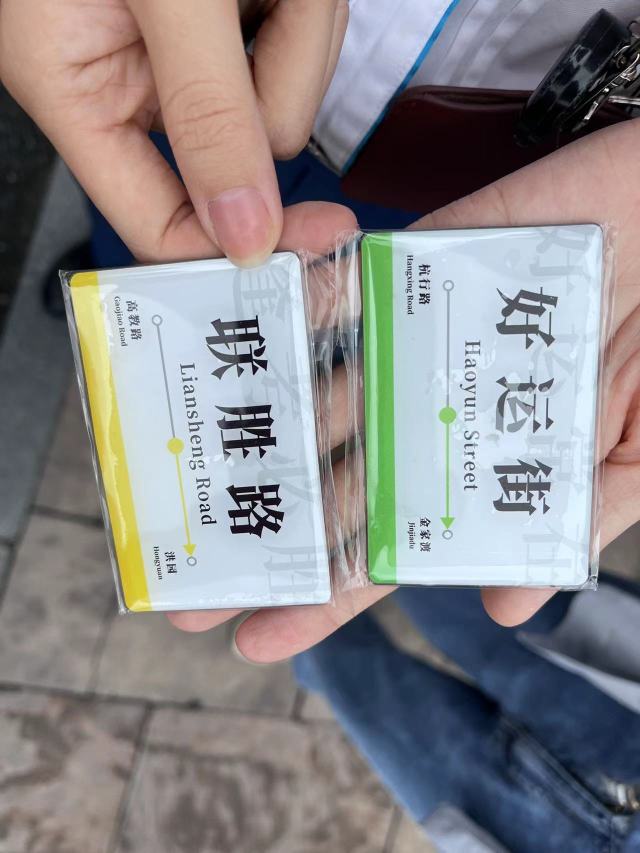 联胜路
Liansheng Road
高教路
Gaojiao Road
洪园
Hongyuan
好运街
Haoyun Street
杭行路
Hangxing Road
金家渡
Jinjiadu